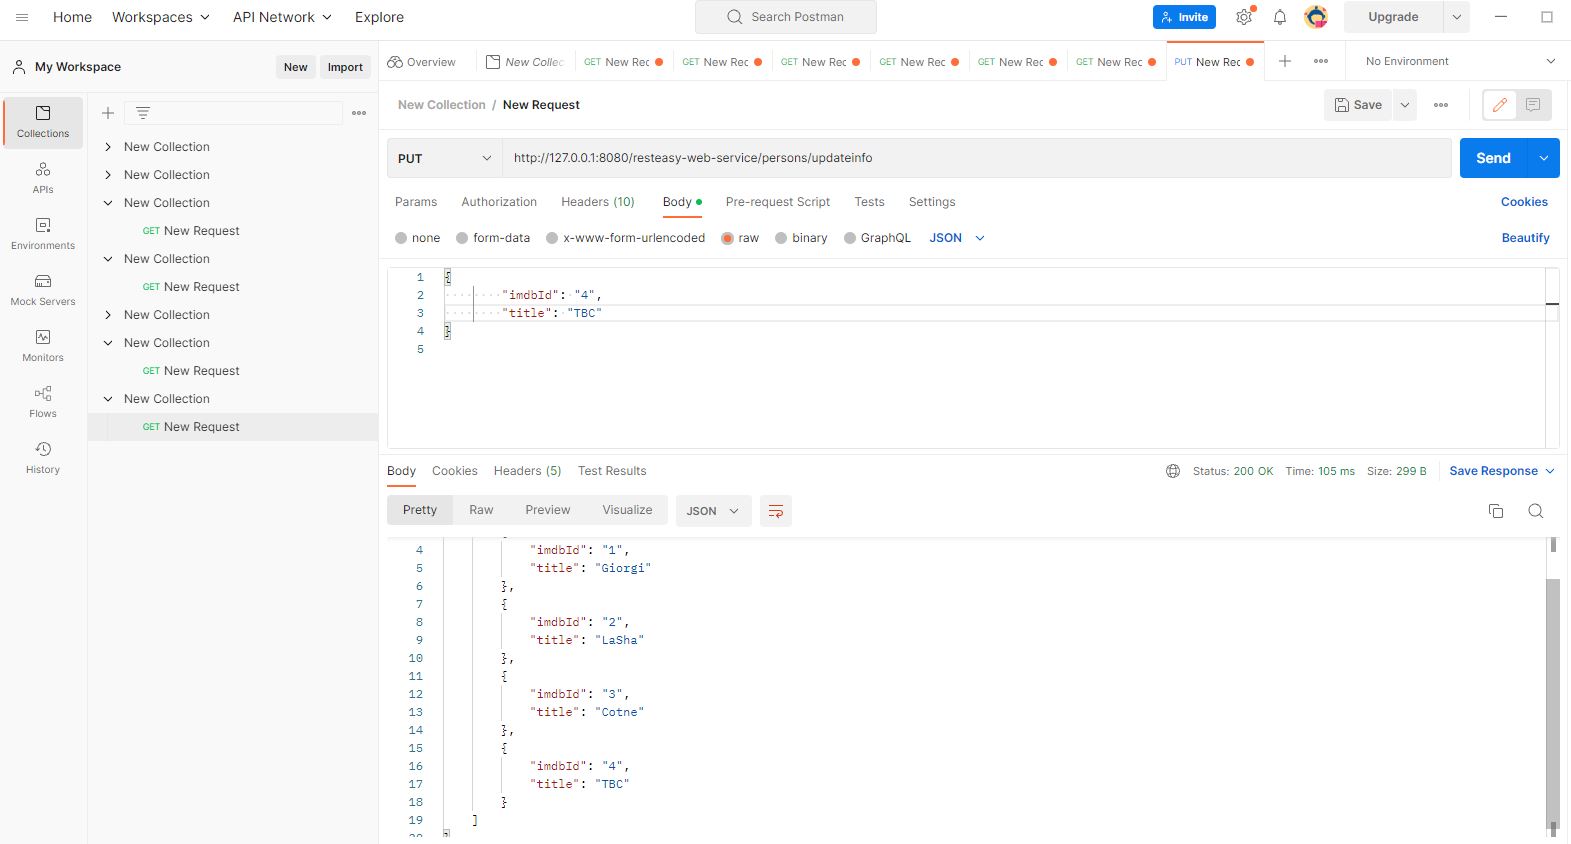 Home Workspaces API Network Explore Search Postman Invite Upgrade
My Workspace New Import
Overview New Collec GET New Rec GET New Rec GET New Rec GET New Rec GET New Rec GET New Rec PUT New Rec No Environment
Collections
APIs
Environments
Mock Servers
Monitors
Flows
History
New Collection
New Collection
New Collection
GET New Request
New Collection
GET New Request
New Collection
New Collection
GET New Request
New Collection
GET New Request
New Collection / New Request Save
PUT http://127.0.0.1:8080/resteasy-web-service/persons/updateinfo Send
Params Authorization Headers (10) Body Pre-request Script Tests Settings Cookies
none form-data x-www-form-urlencoded raw binary GraphQL JSON Beautify
1 {
2 "imdbId": "4",
3 "title": "TBC"
4 }
5
Body Cookies Headers (5) Test Results Status: 200 OK Time: 105 ms Size: 299 B Save Response
Pretty Raw Preview Visualize JSON
4 "imdbId": "1",
5 "title": "Giorgi"
6 },
7 {
8 "imdbId": "2",
9 "title": "LaSha"
10 },
11 {
12 "imdbId": "3",
13 "title": "Cotne"
14 },
15 {
16 "imdbId": "4",
17 "title": "TBC"
18 }
19 ]
20 }